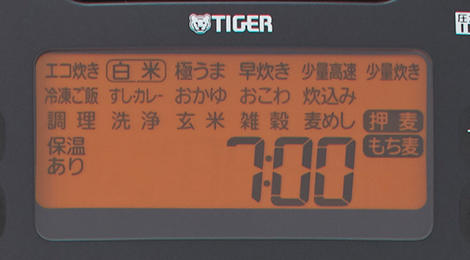 TIGER
エコ炊き 白米 極うま 早炊き 少量高速 少量炊き
冷凍ご飯 すし・カレー おかゆ おこわ 炊込み
調理 洗浄 玄米 雑穀 麦めし 押麦
保温 もち麦
あり 7:00